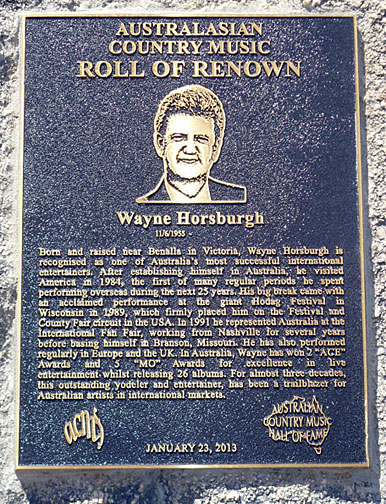 AUSTRALASIAN
COUNTRY MUSIC
ROLL OF RENOWN
Wayne Horsburgh
11/6/1955 -
Born and raised near Benalla in Victoria, Wayne Horsburgh is
recognised as one of Australia's most successful international
entertainers. After establishing himself in Australia, he visited
America in 1984, the first of many regular periods he spent
performing overseas during the next 25 years. His big break came with
an acclaimed performance at the giant Hodag Festival in
Wisconsin in 1989, which firmly placed him on the Festival and
County Fair circuit in the USA. In 1991 he represented Australia at the
International Fan Fair, working from Nashville for several years
before basing himself in Branson, Missouri. He has also performed
regularly in Europe and the UK. In Australia, Wayne has won 2 "ACE"
Awards and 5 "MO" Awards for excellence in live
entertainment whilst releasing 26 albums. For almost three decades,
this outstanding yodeler and entertainer, has been a trailblazer for
Australian artists in international markets.
acmf
AUSTRALIAN
COUNTRY MUSIC
HALL OF FAME
JANUARY 23, 2013